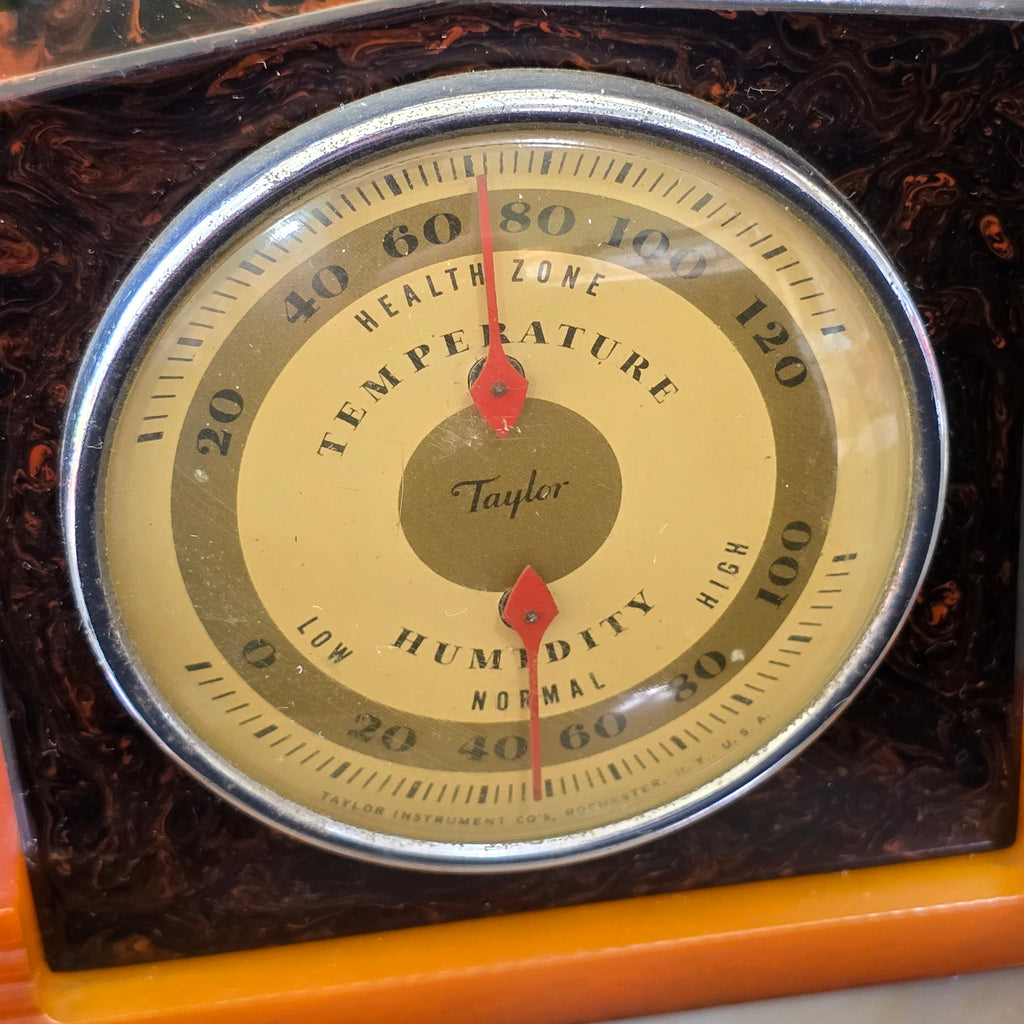 20 40 60 80 100 120
HEALTH ZONE
TEMPERATURE
Taylor
HUMIDITY
LOW NORMAL HIGH
0 20 40 60 80 100
TAYLOR INSTRUMENT CO'S, ROCHESTER, N.Y., U.S.A.